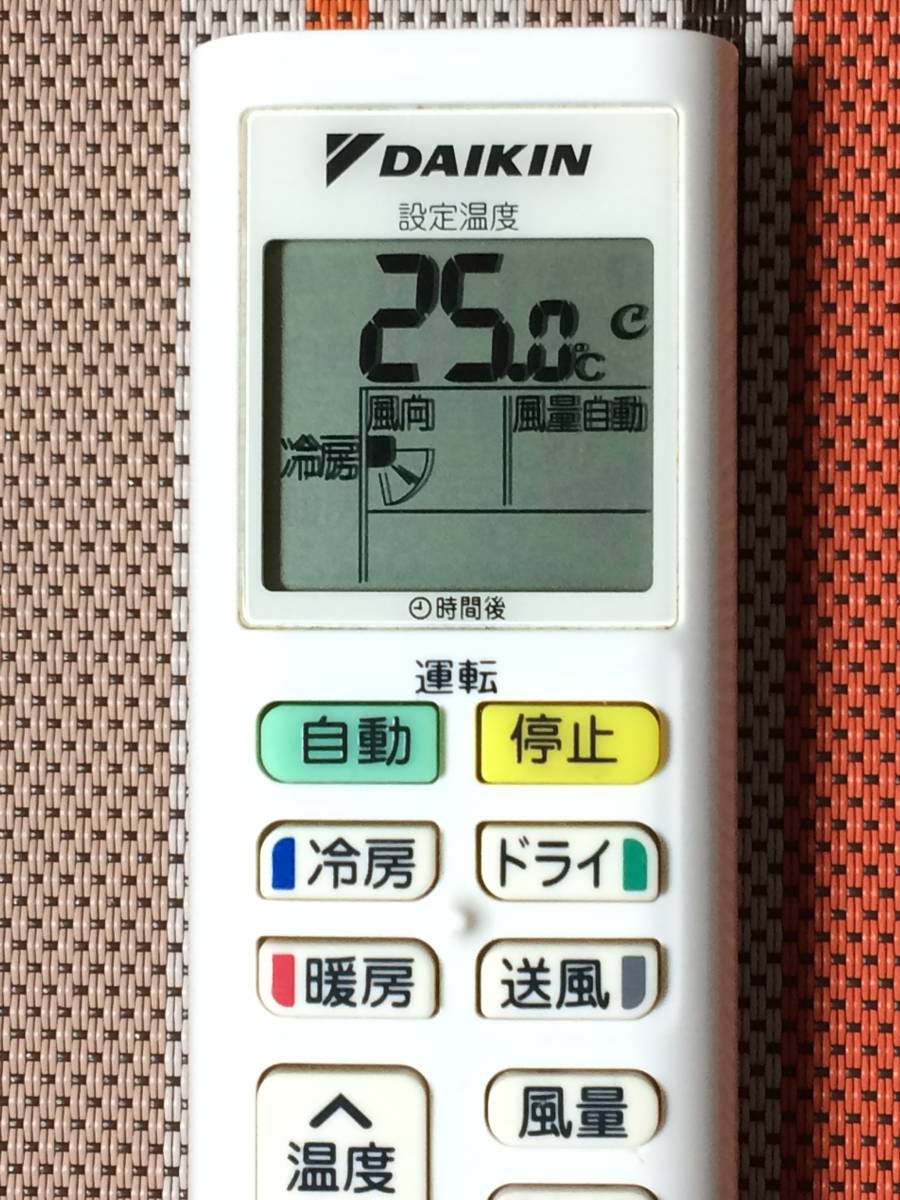 DAIKIN
設定温度
25.0℃
風向 風量自動
冷房
時間後
運転
自動 停止
冷房 ドライ
暖房 送風
温度 風量